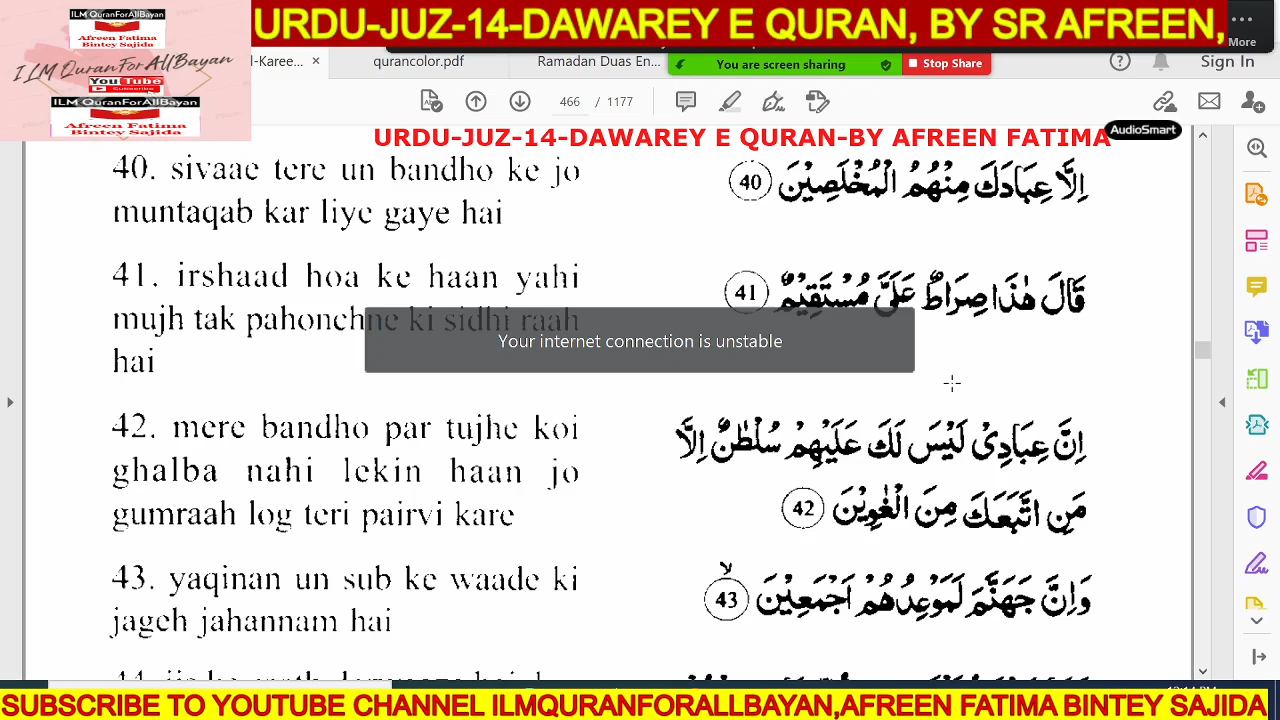 URDU-JUZ-14-DAWAREY E QURAN, BY SR AFREEN,
ILM QuranForAllBayan
Afreen Fatima
Bintey Sajida
ILM QuranForAllBayan
YouTube
Subscribe
ILM QuranForAllBayan
Afreen Fatima
Bintey Sajida
l-Karee... ×
qurancolor.pdf
Ramadan Duas En...
You are screen sharing
Stop Share
More
Sign In
466 / 1177
URDU-JUZ-14-DAWAREY E QURAN-BY AFREEN FATIMA
AudioSmart
40. sivaae tere un bandho ke jo
muntaqab kar liye gaye hai
اِلَّا عِبَادَكَ مِنْهُمُ الْمُخْلَصِيْنَ 40
41. irshaad hoa ke haan yahi
mujh tak pahonchne ki sidhi raah
hai
قَالَ هٰذَا صِرَاطٌ عَلَیَّ مُسْتَقِيْمٌ 41
Your internet connection is unstable
42. mere bandho par tujhe koi
ghalba nahi lekin haan jo
gumraah log teri pairvi kare
اِنَّ عِبَادِیْ لَيْسَ لَكَ عَلَيْهِمْ سُلْطٰنٌ اِلَّا
مَنِ اتَّبَعَكَ مِنَ الْغٰوِيْنَ 42
43. yaqinan un sub ke waade ki
jageh jahannam hai
وَاِنَّ جَهَنَّمَ لَمَوْعِدُهُمْ اَجْمَعِيْنَ 43
SUBSCRIBE TO YOUTUBE CHANNEL ILMQURANFORALLBAYAN,AFREEN FATIMA BINTEY SAJIDA